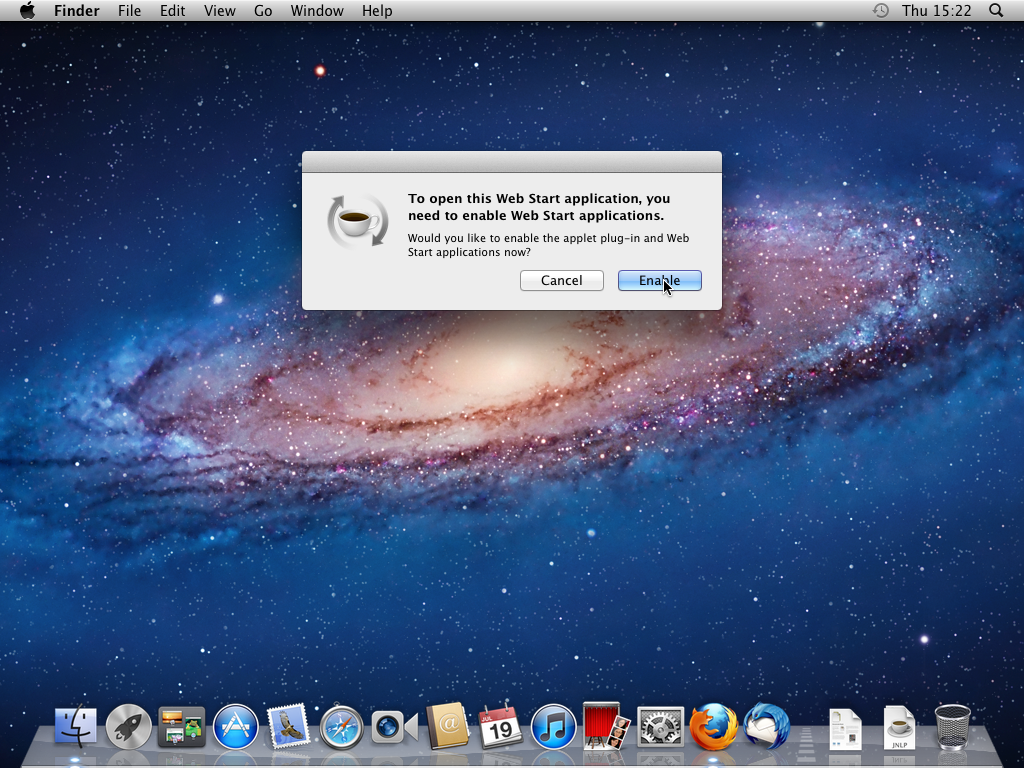 Finder File Edit View Go Window Help Thu 15:22
To open this Web Start application, you
need to enable Web Start applications.
Would you like to enable the applet plug-in and Web
Start applications now?
Cancel Enable
@
JUL
19
JNLP